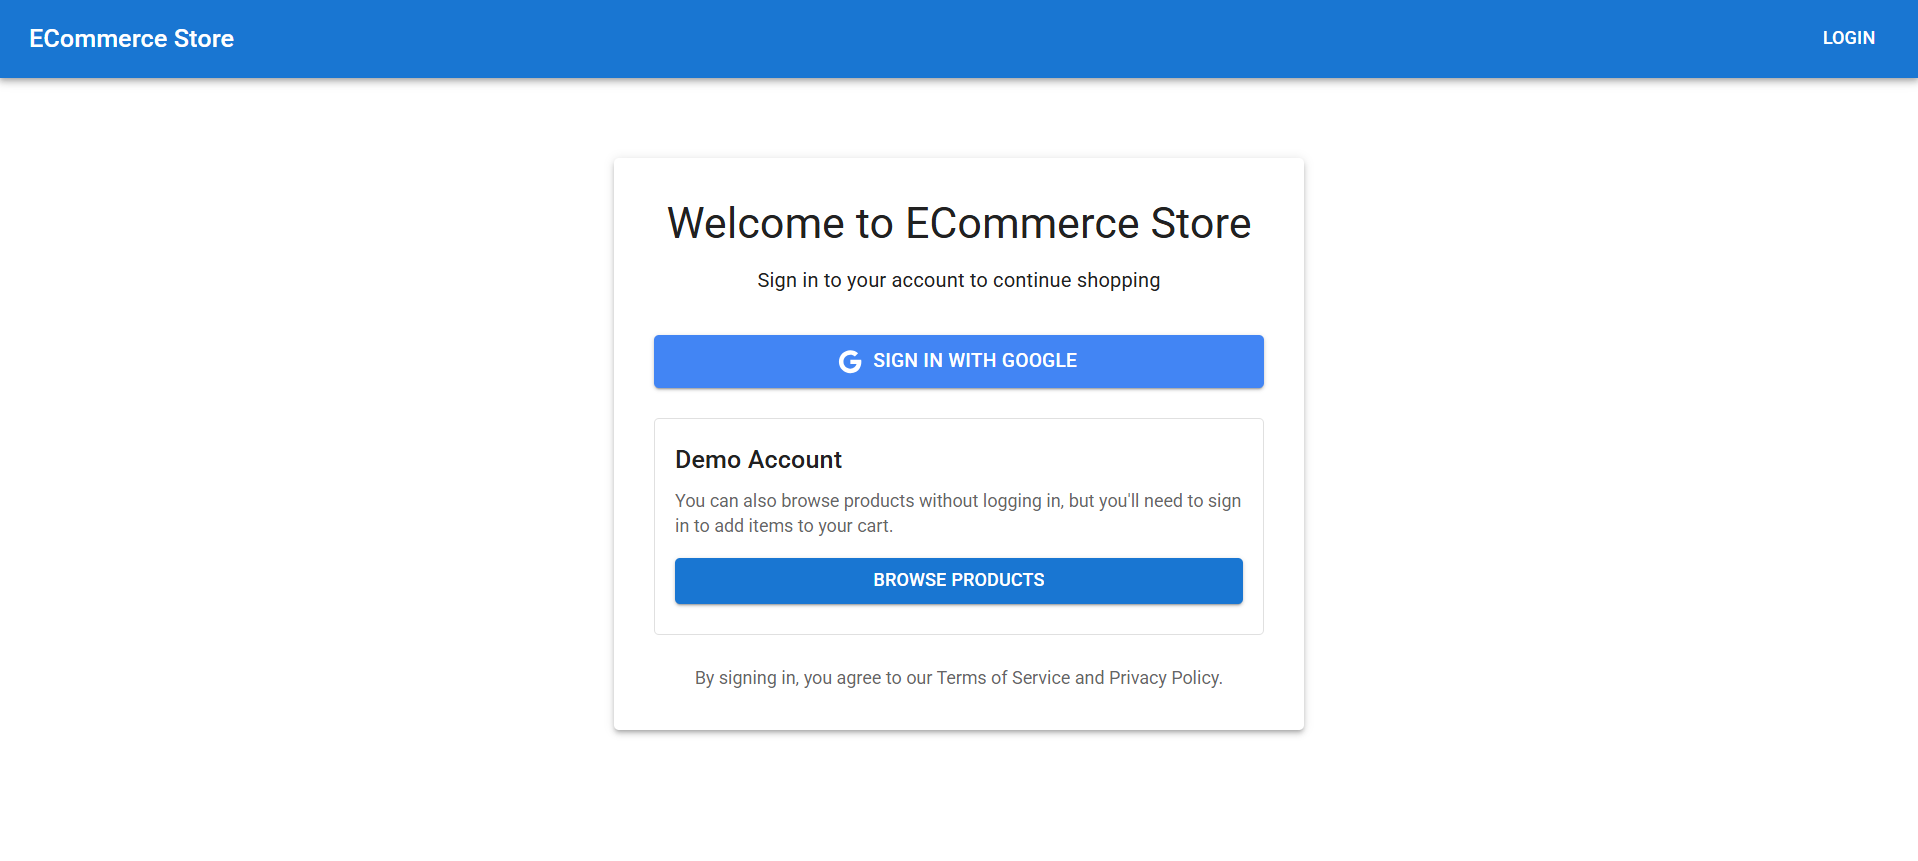 ECommerce Store
LOGIN
Welcome to ECommerce Store
Sign in to your account to continue shopping
SIGN IN WITH GOOGLE
Demo Account
You can also browse products without logging in, but you'll need to sign
in to add items to your cart.
BROWSE PRODUCTS
By signing in, you agree to our Terms of Service and Privacy Policy.